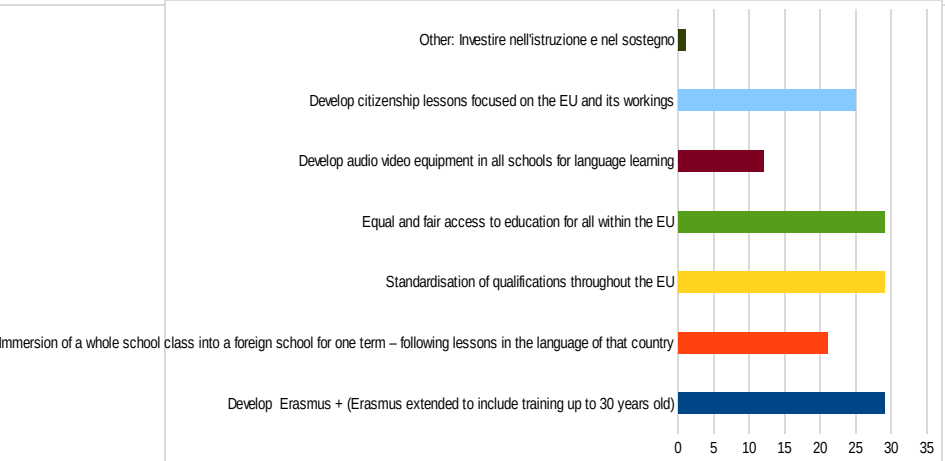 Other: Investire nell'istruzione e nel sostegno
Develop citizenship lessons focused on the EU and its workings
Develop audio video equipment in all schools for language learning
Equal and fair access to education for all within the EU
Standardisation of qualifications throughout the EU
Immersion of a whole school class into a foreign school for one term – following lessons in the language of that country
Develop  Erasmus + (Erasmus extended to include training up to 30 years old)
0 5 10 15 20 25 30 35